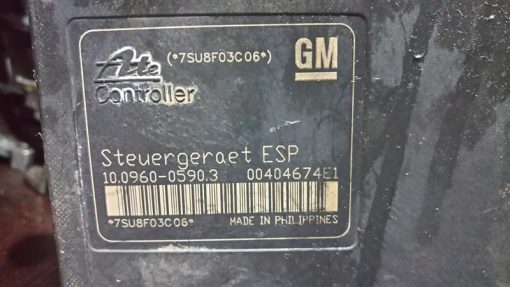 (*7SU8F03C06*)
GM
Ate
Controller
Steuergeraet ESP
10.0960-0590.3 00404674E1
*7SU8F03C06* MADE IN PHILIPPINES